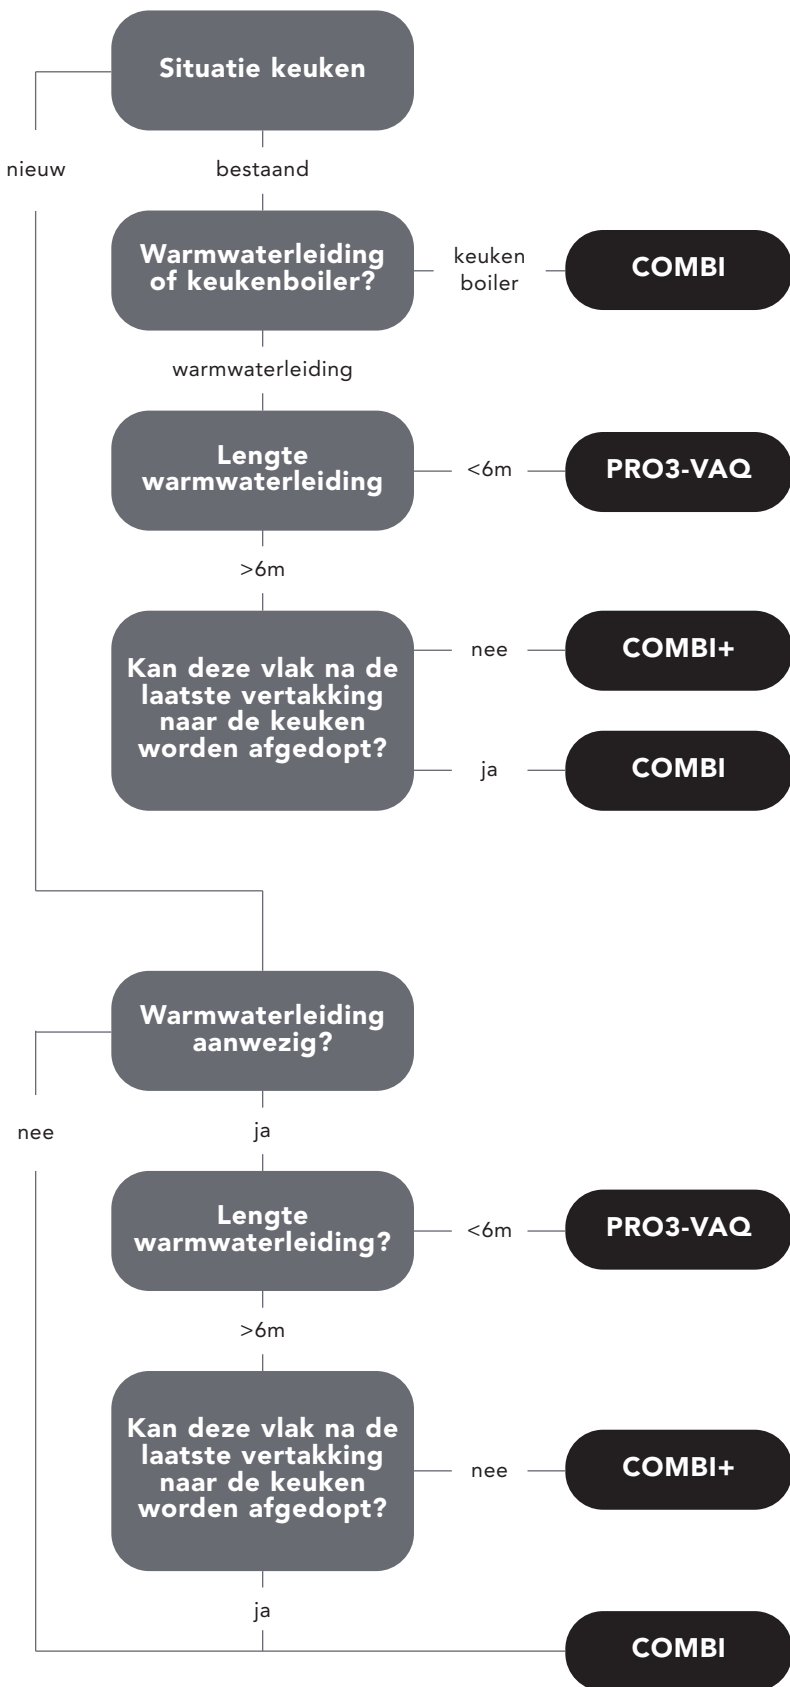 Situatie keuken
nieuw
bestaand
Warmwaterleiding
of keukenboiler?
keuken
boiler
COMBI
warmwaterleiding
Lengte
warmwaterleiding
<6m
PRO3-VAQ
>6m
Kan deze vlak na de
laatste vertakking
naar de keuken
worden afgedopt?
nee
COMBI+
ja
COMBI
Warmwaterleiding
aanwezig?
nee
ja
Lengte
warmwaterleiding?
<6m
PRO3-VAQ
>6m
Kan deze vlak na de
laatste vertakking
naar de keuken
worden afgedopt?
nee
COMBI+
ja
COMBI